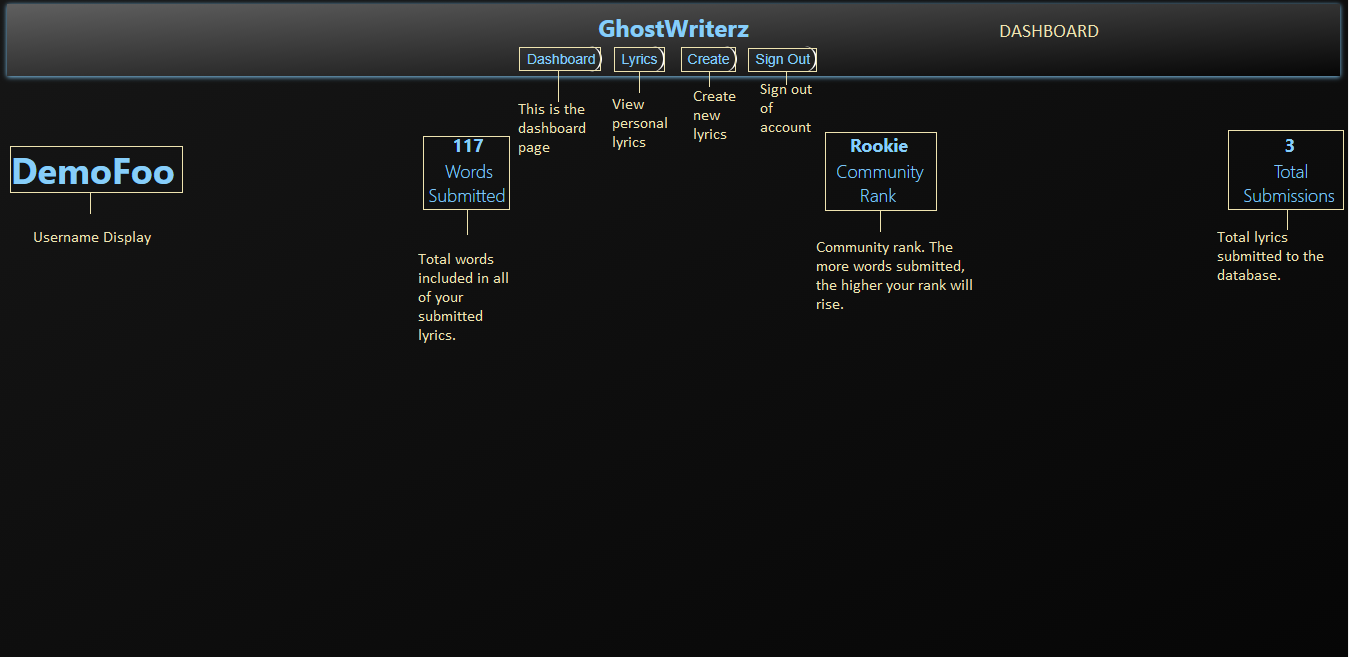 GhostWriterz
DASHBOARD
Dashboard
Lyrics
Create
Sign Out
This is the
dashboard
page
View
personal
lyrics
Create
new
lyrics
Sign out
of
account
DemoFoo
Username Display
117
Words
Submitted
Total words
included in all
of your
submitted
lyrics.
Rookie
Community
Rank
Community rank. The
more words submitted,
the higher your rank will
rise.
3
Total
Submissions
Total lyrics
submitted to the
database.